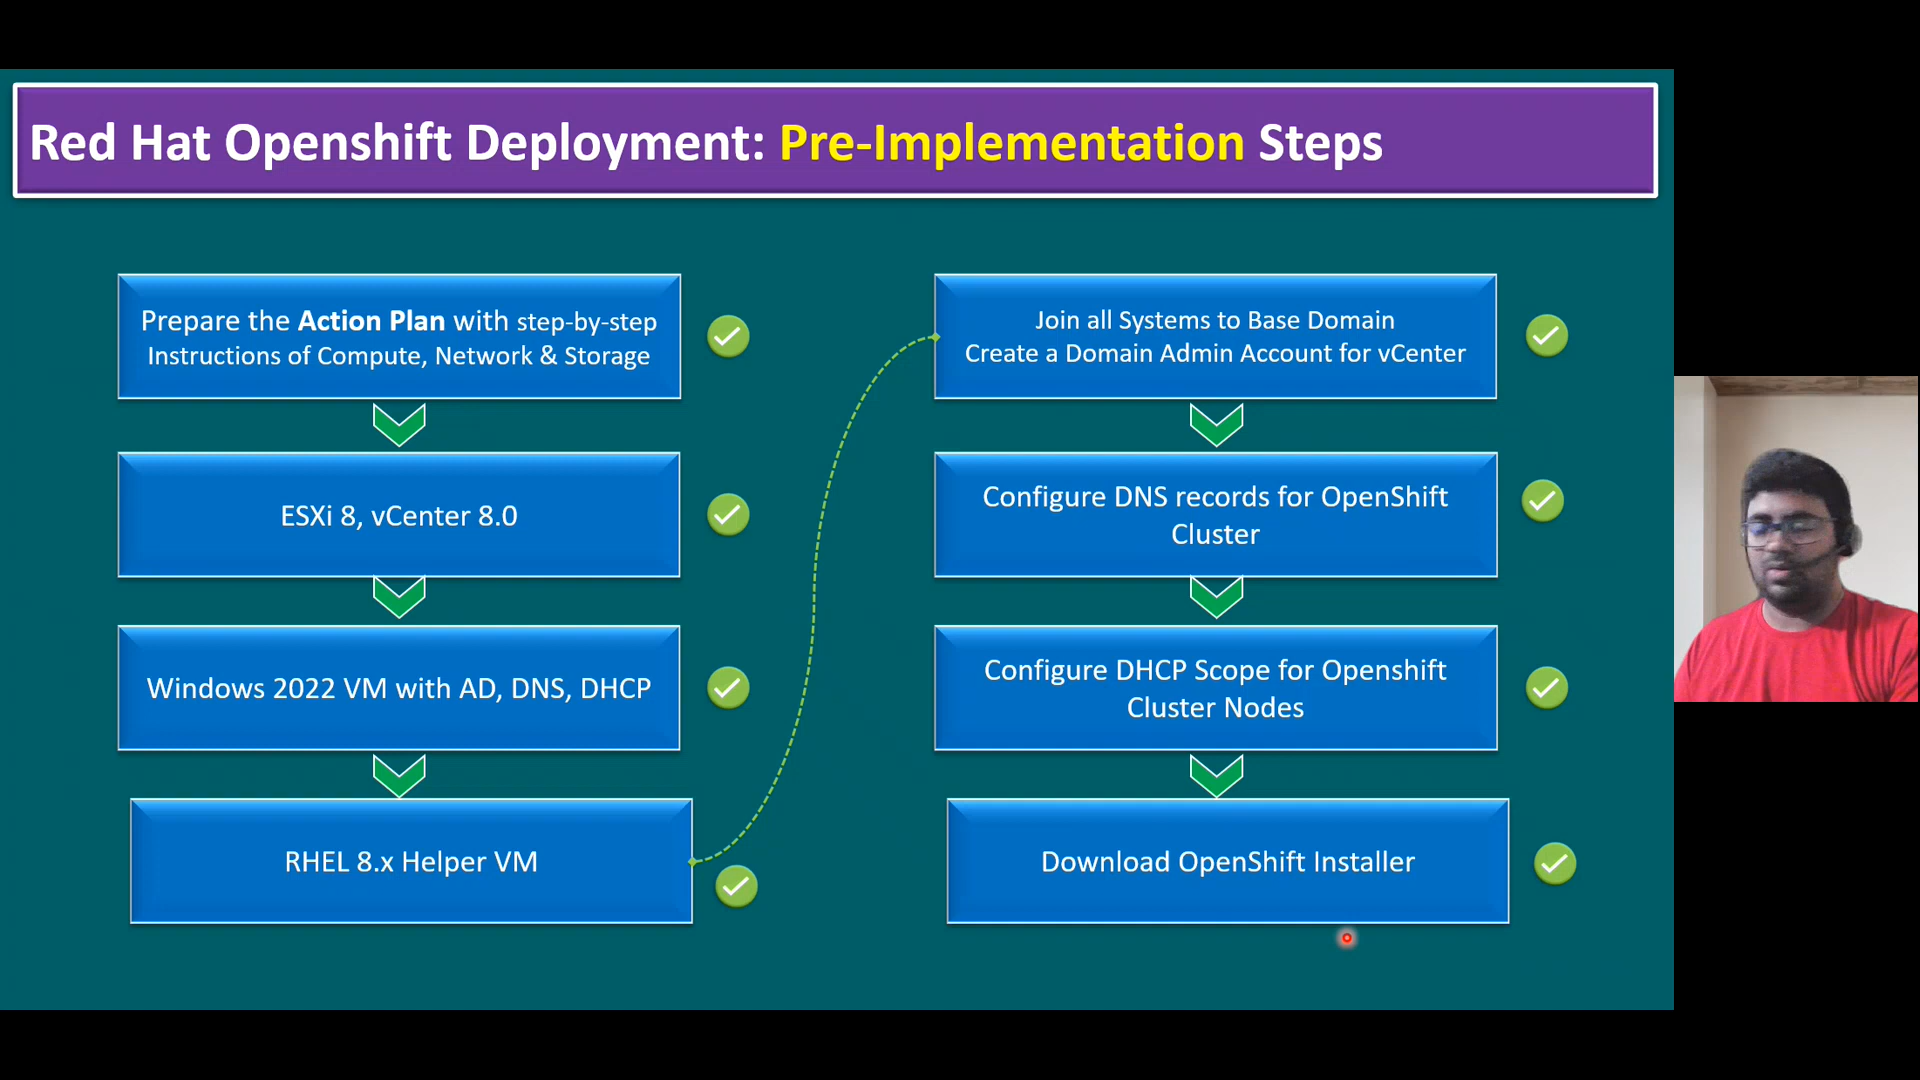 Red Hat Openshift Deployment: Pre-Implementation Steps
Prepare the Action Plan with step-by-step
Instructions of Compute, Network & Storage
ESXi 8, vCenter 8.0
Windows 2022 VM with AD, DNS, DHCP
RHEL 8.x Helper VM
Join all Systems to Base Domain
Create a Domain Admin Account for vCenter
Configure DNS records for OpenShift
Cluster
Configure DHCP Scope for Openshift
Cluster Nodes
Download OpenShift Installer